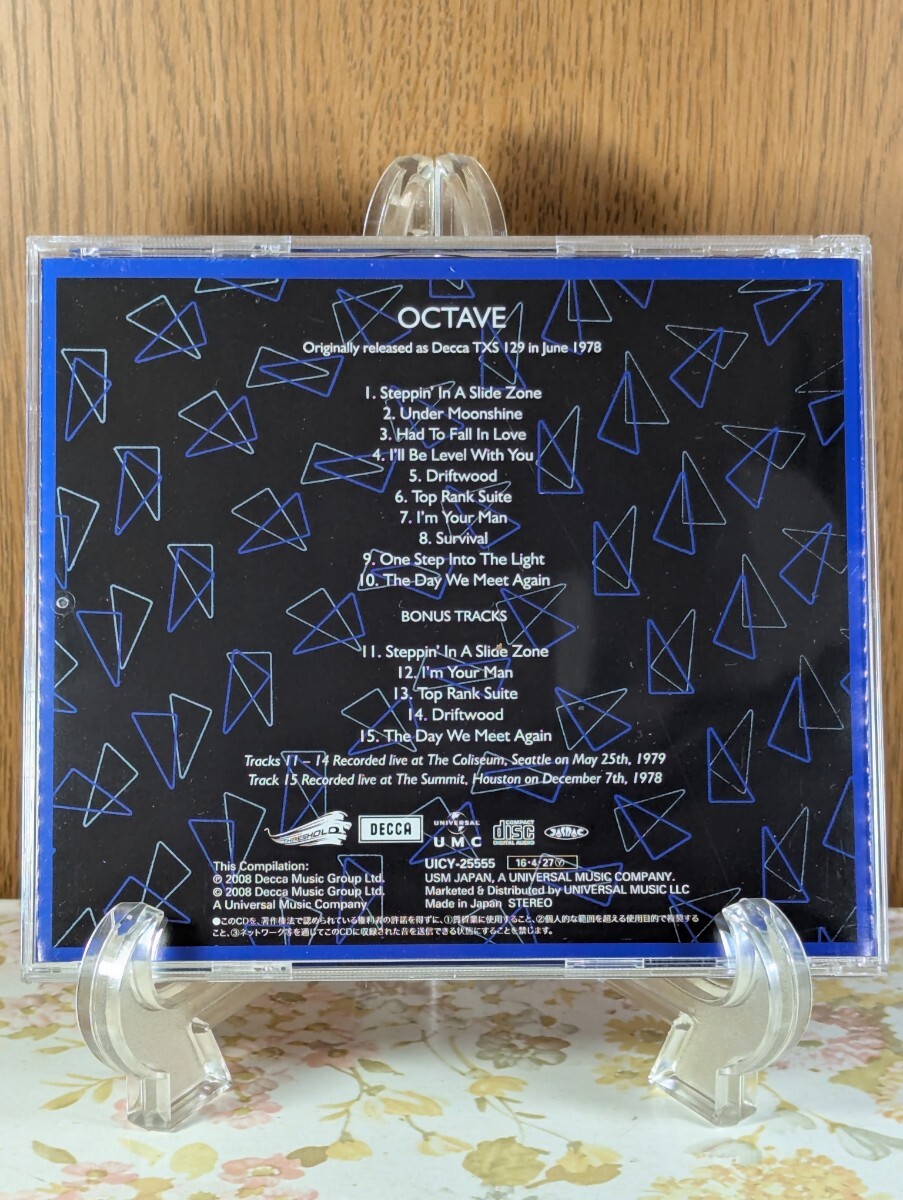 OCTAVE
Originally released as Decca TXS 129 in June 1978
1. Steppin' In A Slide Zone
2. Under Moonshine
3. Had To Fall In Love
4. I'll Be Level With You
5. Driftwood
6. Top Rank Suite
7. I'm Your Man
8. Survival
9. One Step Into The Light
10. The Day We Meet Again
BONUS TRACKS
11. Steppin' In A Slide Zone
12. I'm Your Man
13. Top Rank Suite
14. Driftwood
15. The Day We Meet Again
Tracks 11 – 14 Recorded live at The Coliseum, Seattle on May 25th, 1979
Track 15 Recorded live at The Summit, Houston on December 7th, 1978
THRESHOLD
DECCA
UNIVERSAL
UMC
COMPACT
disc
DIGITAL AUDIO
JASRAC
This Compilation:
℗ 2008 Decca Music Group Ltd.
© 2008 Decca Music Group Ltd.
A Universal Music Company.
UICY-25555 16・4・27Ⓨ
USM JAPAN, A UNIVERSAL MUSIC COMPANY.
Marketed & Distributed by UNIVERSAL MUSIC LLC
Made in Japan STEREO
●このCDを、著作権法で認められている権利者の許諾を得ずに、①賃貸業に使用すること、②個人的な範囲を超える使用目的で複製する
こと、③ネットワーク等を通じてこのCDに収録された音を送信できる状態にすることを禁じます。